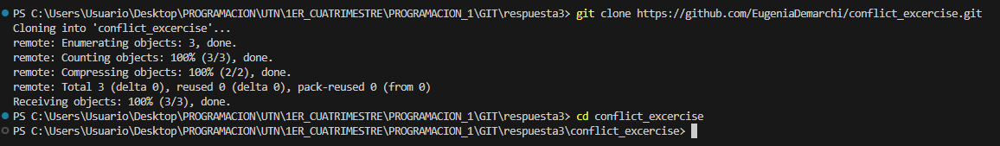 PS C:\Users\Usuario\Desktop\PROGRAMACION\UTN\1ER_CUATRIMESTRE\PROGRAMACION_1\GIT\respuesta3> git clone https://github.com/EugeniaDemarchi/conflict_excercise.git
Cloning into 'conflict_excercise'...
remote: Enumerating objects: 3, done.
remote: Counting objects: 100% (3/3), done.
remote: Compressing objects: 100% (2/2), done.
remote: Total 3 (delta 0), reused 0 (delta 0), pack-reused 0 (from 0)
Receiving objects: 100% (3/3), done.
PS C:\Users\Usuario\Desktop\PROGRAMACION\UTN\1ER_CUATRIMESTRE\PROGRAMACION_1\GIT\respuesta3> cd conflict_excercise
PS C:\Users\Usuario\Desktop\PROGRAMACION\UTN\1ER_CUATRIMESTRE\PROGRAMACION_1\GIT\respuesta3\conflict_excercise>